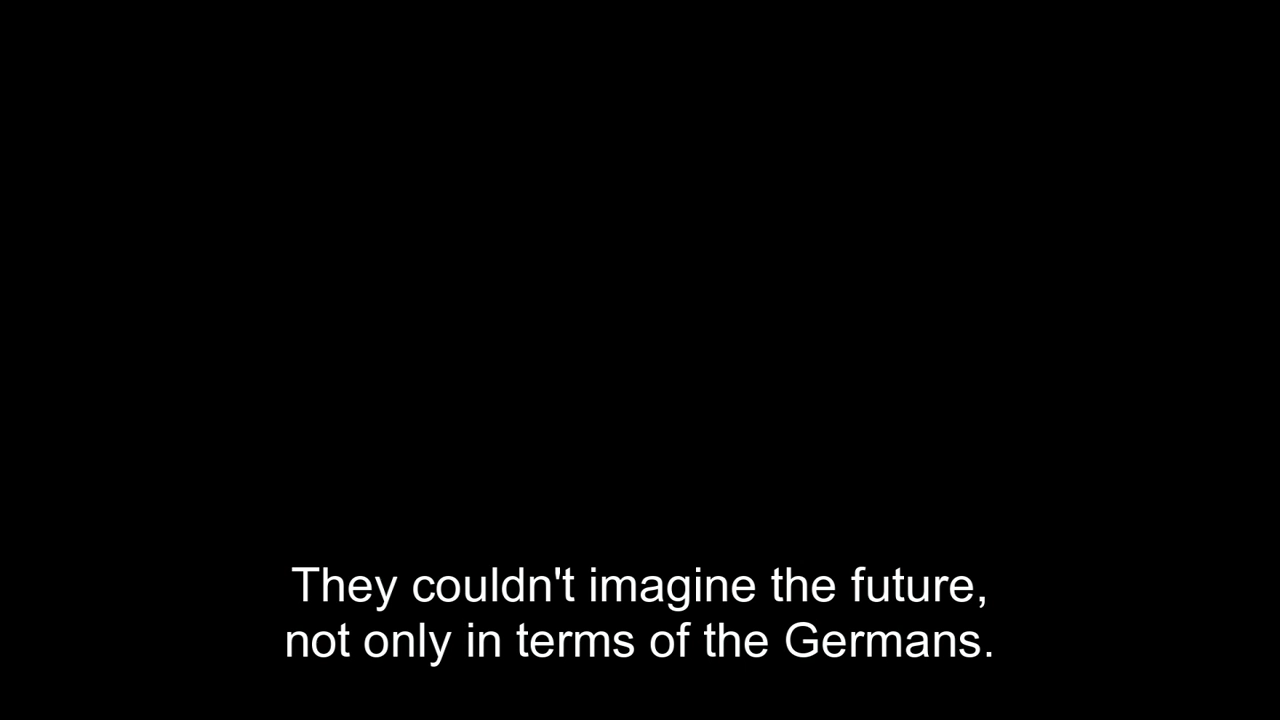 They couldn't imagine the future,
not only in terms of the Germans.